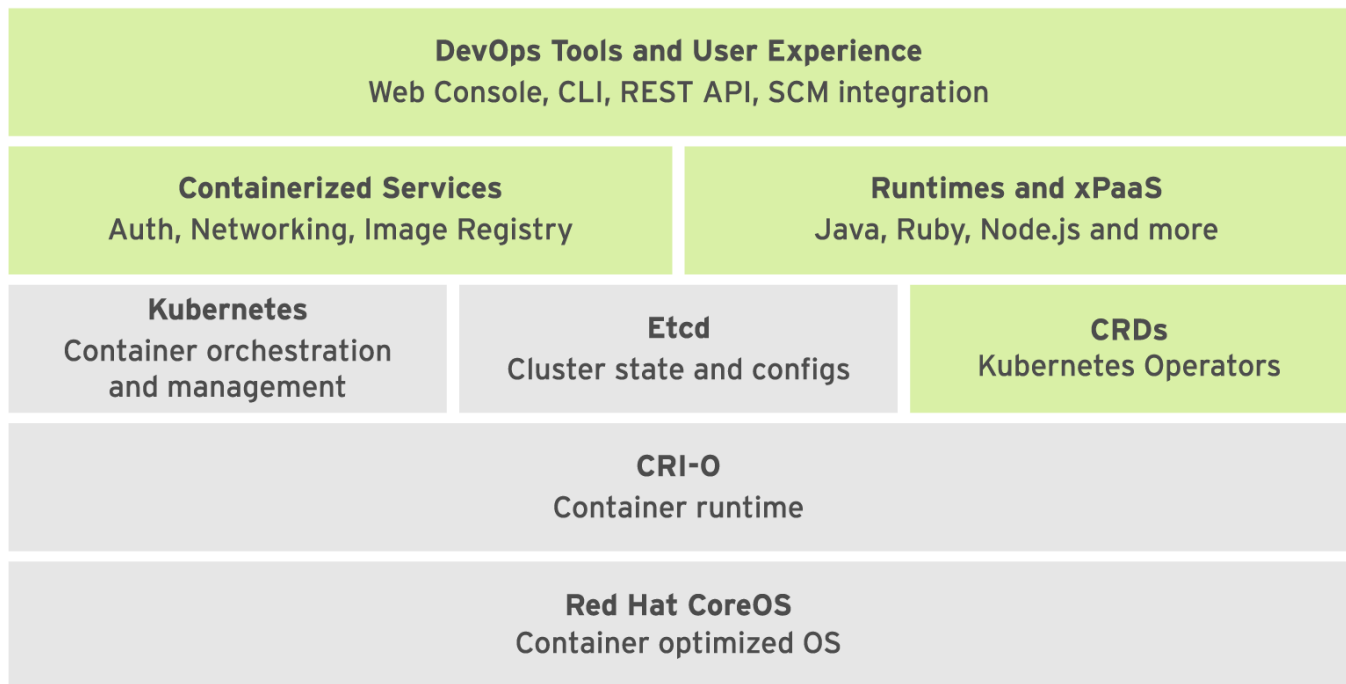 DevOps Tools and User Experience
Web Console, CLI, REST API, SCM integration
Containerized Services
Auth, Networking, Image Registry
Runtimes and xPaaS
Java, Ruby, Node.js and more
Kubernetes
Container orchestration
and management
Etcd
Cluster state and configs
CRDs
Kubernetes Operators
CRI-O
Container runtime
Red Hat CoreOS
Container optimized OS